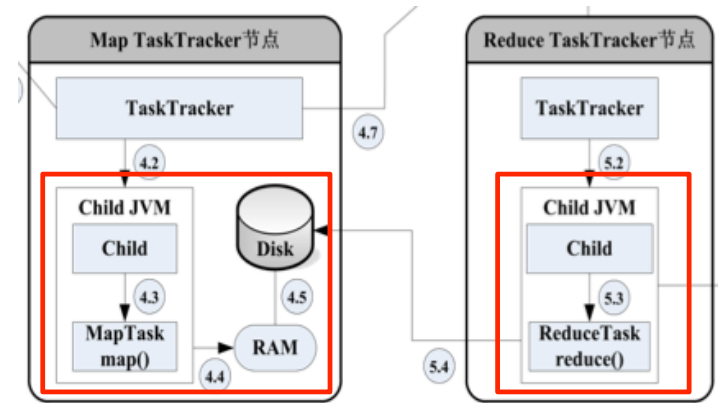 Map TaskTracker节点
TaskTracker
4.2
Child JVM
Child
4.3
MapTask
map()
4.4
RAM
4.5
Disk
4.7
Reduce TaskTracker节点
TaskTracker
5.2
Child JVM
Child
5.3
ReduceTask
reduce()
5.4